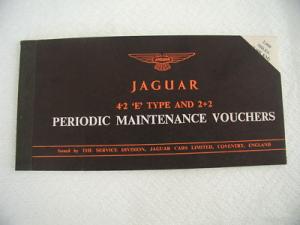 JAGUAR
4·2 'E' TYPE AND 2+2
PERIODIC MAINTENANCE VOUCHERS
Issued by THE SERVICE DIVISION, JAGUAR CARS LIMITED, COVENTRY, ENGLAND